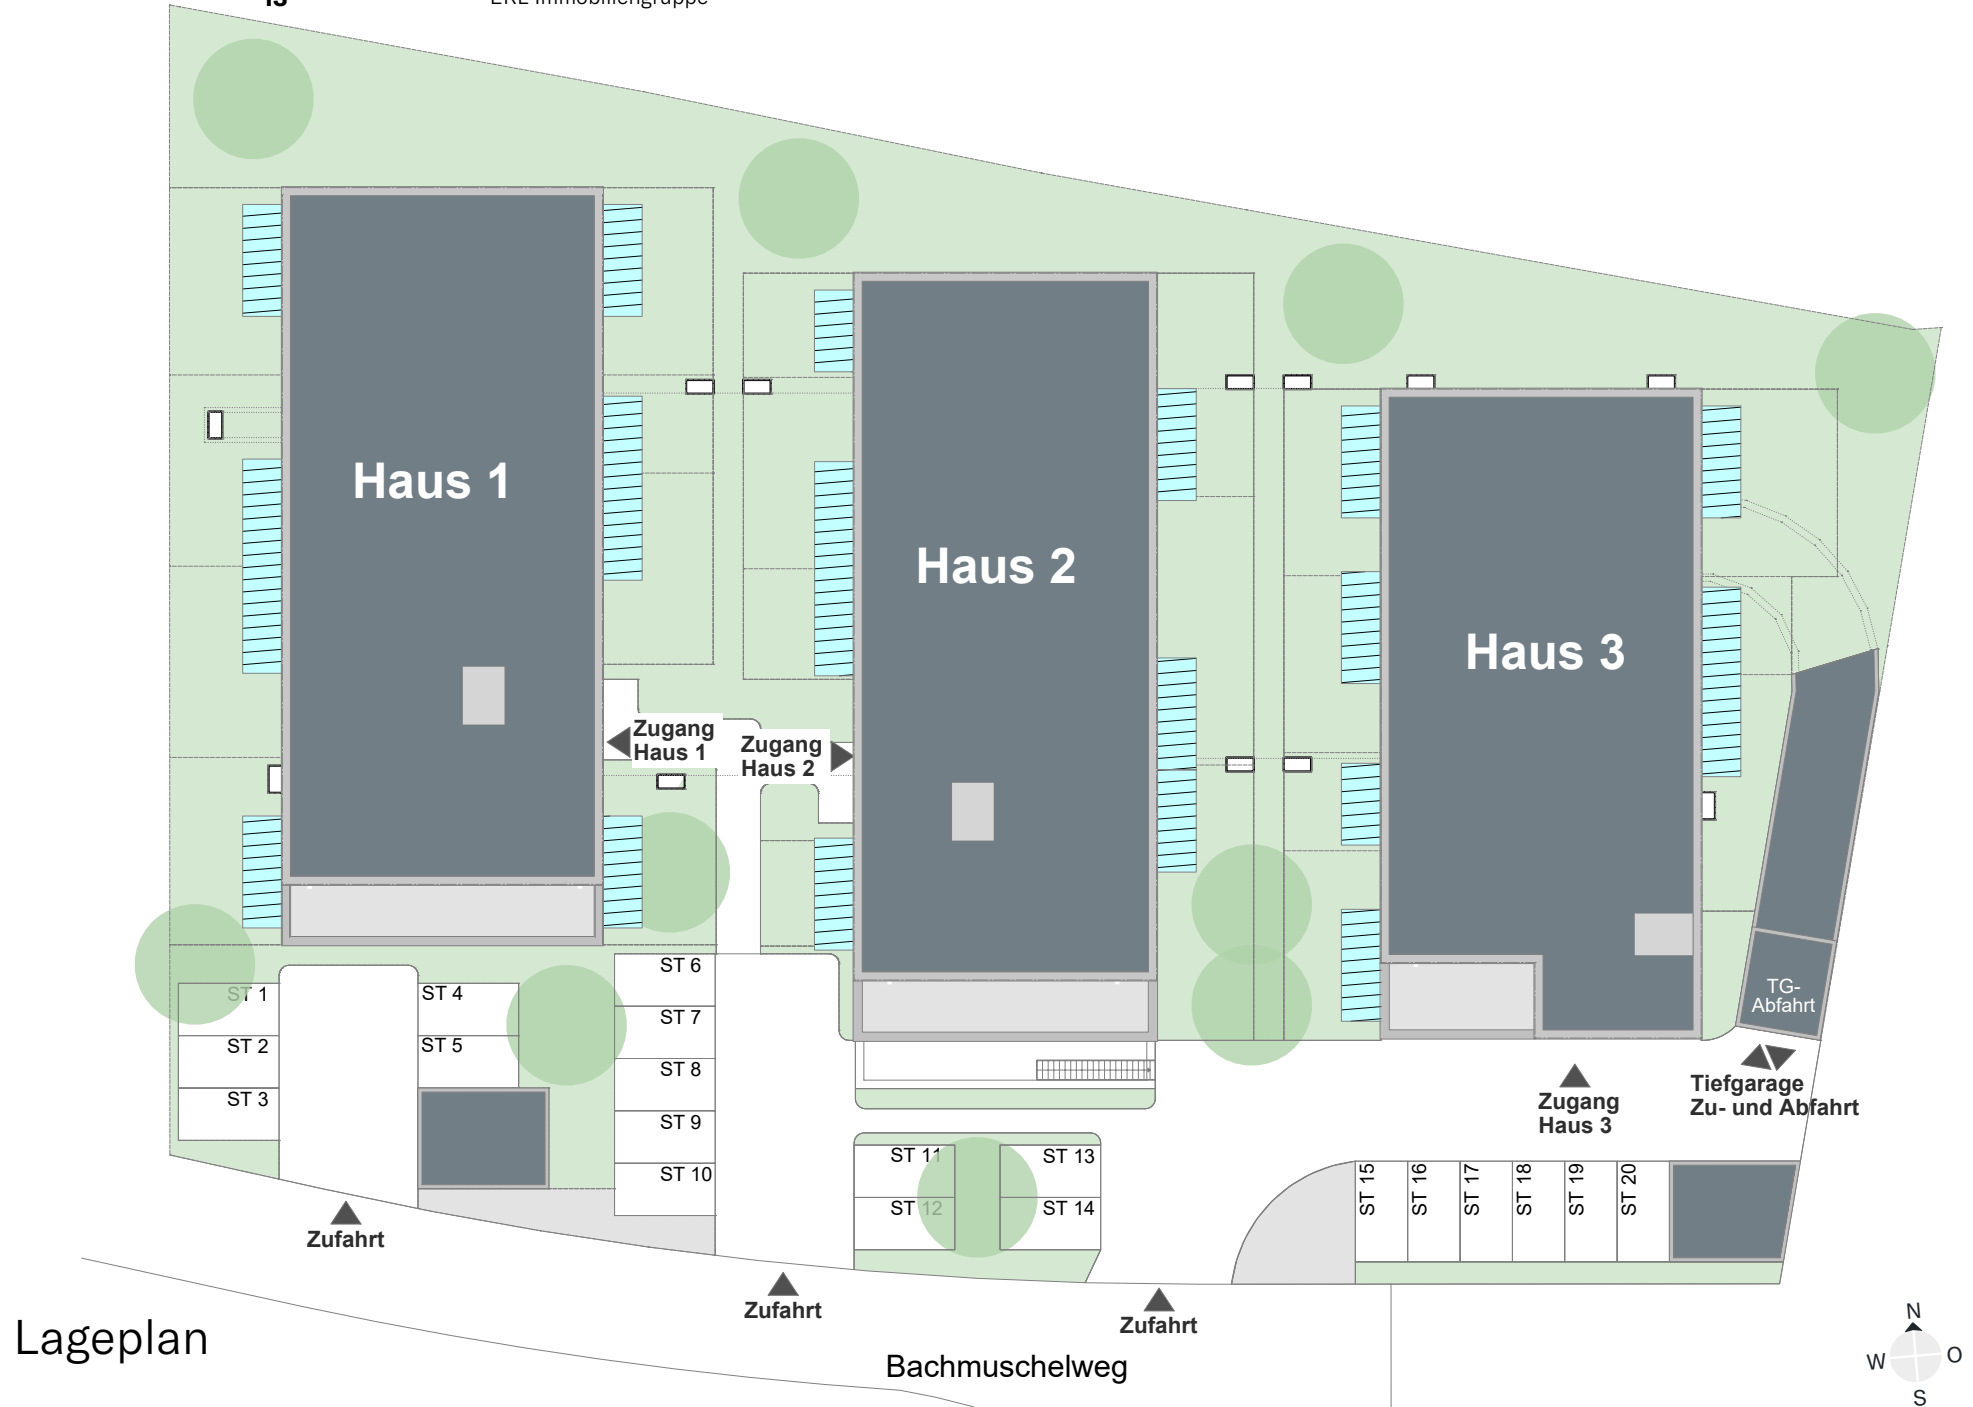 ERL Immobiliengruppe
Haus 1
Haus 2
Haus 3
Zugang
Haus 1
Zugang
Haus 2
ST 1
ST 2
ST 3
ST 4
ST 5
ST 6
ST 7
ST 8
ST 9
ST 10
TG-
Abfahrt
Tiefgarage
Zu- und Abfahrt
Zugang
Haus 3
ST 11
ST 12
ST 13
ST 14
ST 15
ST 16
ST 17
ST 18
ST 19
ST 20
Zufahrt
Zufahrt
Zufahrt
Lageplan
Bachmuschelweg
N
W
O
S